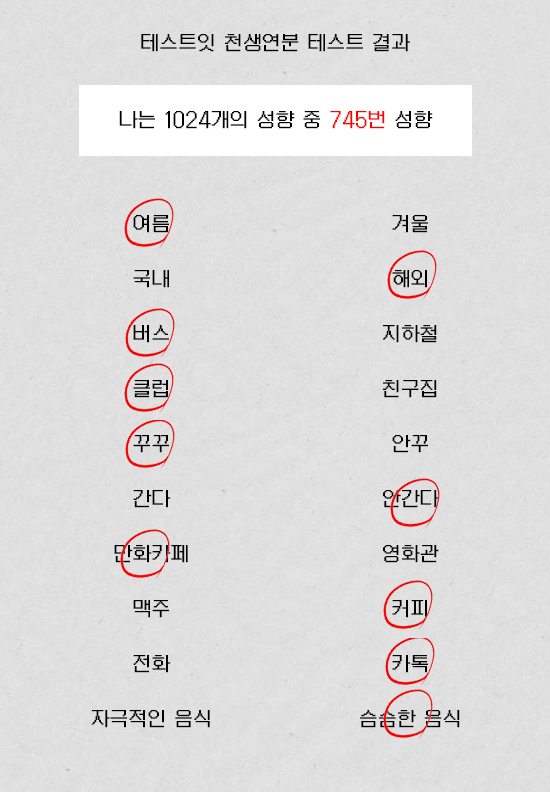 테스트잇 천생연분 테스트 결과
나는 1024개의 성향 중 745번 성향
여름 겨울
국내 해외
버스 지하철
클럽 친구집
꾸꾸 안꾸
간다 안간다
만화카페 영화관
맥주 커피
전화 카톡
자극적인 음식 슴슴한 음식